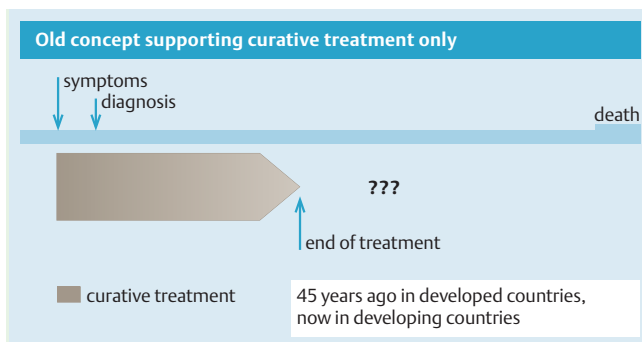 Old concept supporting curative treatment only
symptoms
diagnosis
death
???
end of treatment
curative treatment
45 years ago in developed countries,
now in developing countries